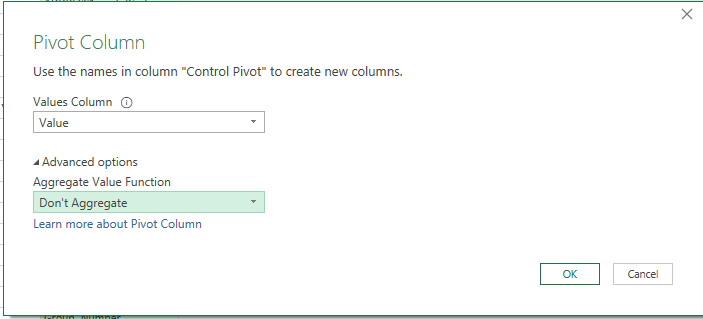 Pivot Column
Use the names in column "Control Pivot" to create new columns.
Values Column
Value
Advanced options
Aggregate Value Function
Don't Aggregate
Learn more about Pivot Column
OK
Cancel